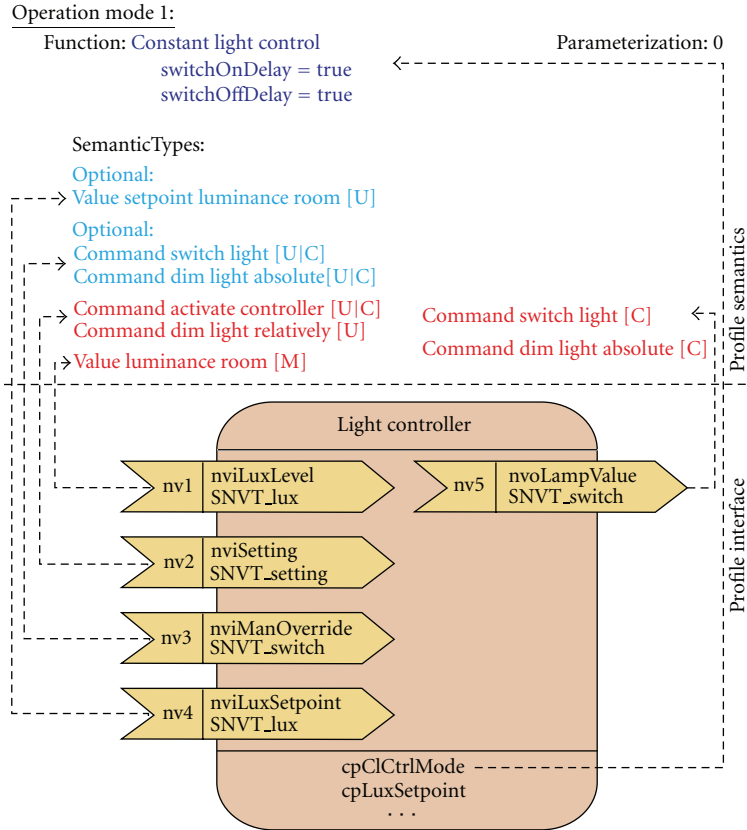 Operation mode 1:
Function: Constant light control
Parameterization: 0
switchOnDelay = true
switchOffDelay = true
SemanticTypes:
Optional:
Value setpoint luminance room [U]
Optional:
Command switch light [U|C]
Command dim light absolute[U|C]
Command activate controller [U|C]
Command dim light relatively [U]
Value luminance room [M]
Command switch light [C]
Command dim light absolute [C]
Profile semantics
Profile interface
Light controller
nv1
nviLuxLevel
SNVT_lux
nv5
nvoLampValue
SNVT_switch
nv2
nviSetting
SNVT_setting
nv3
nviManOverride
SNVT_switch
nv4
nviLuxSetpoint
SNVT_lux
cpClCtrlMode
cpLuxSetpoint
. . .